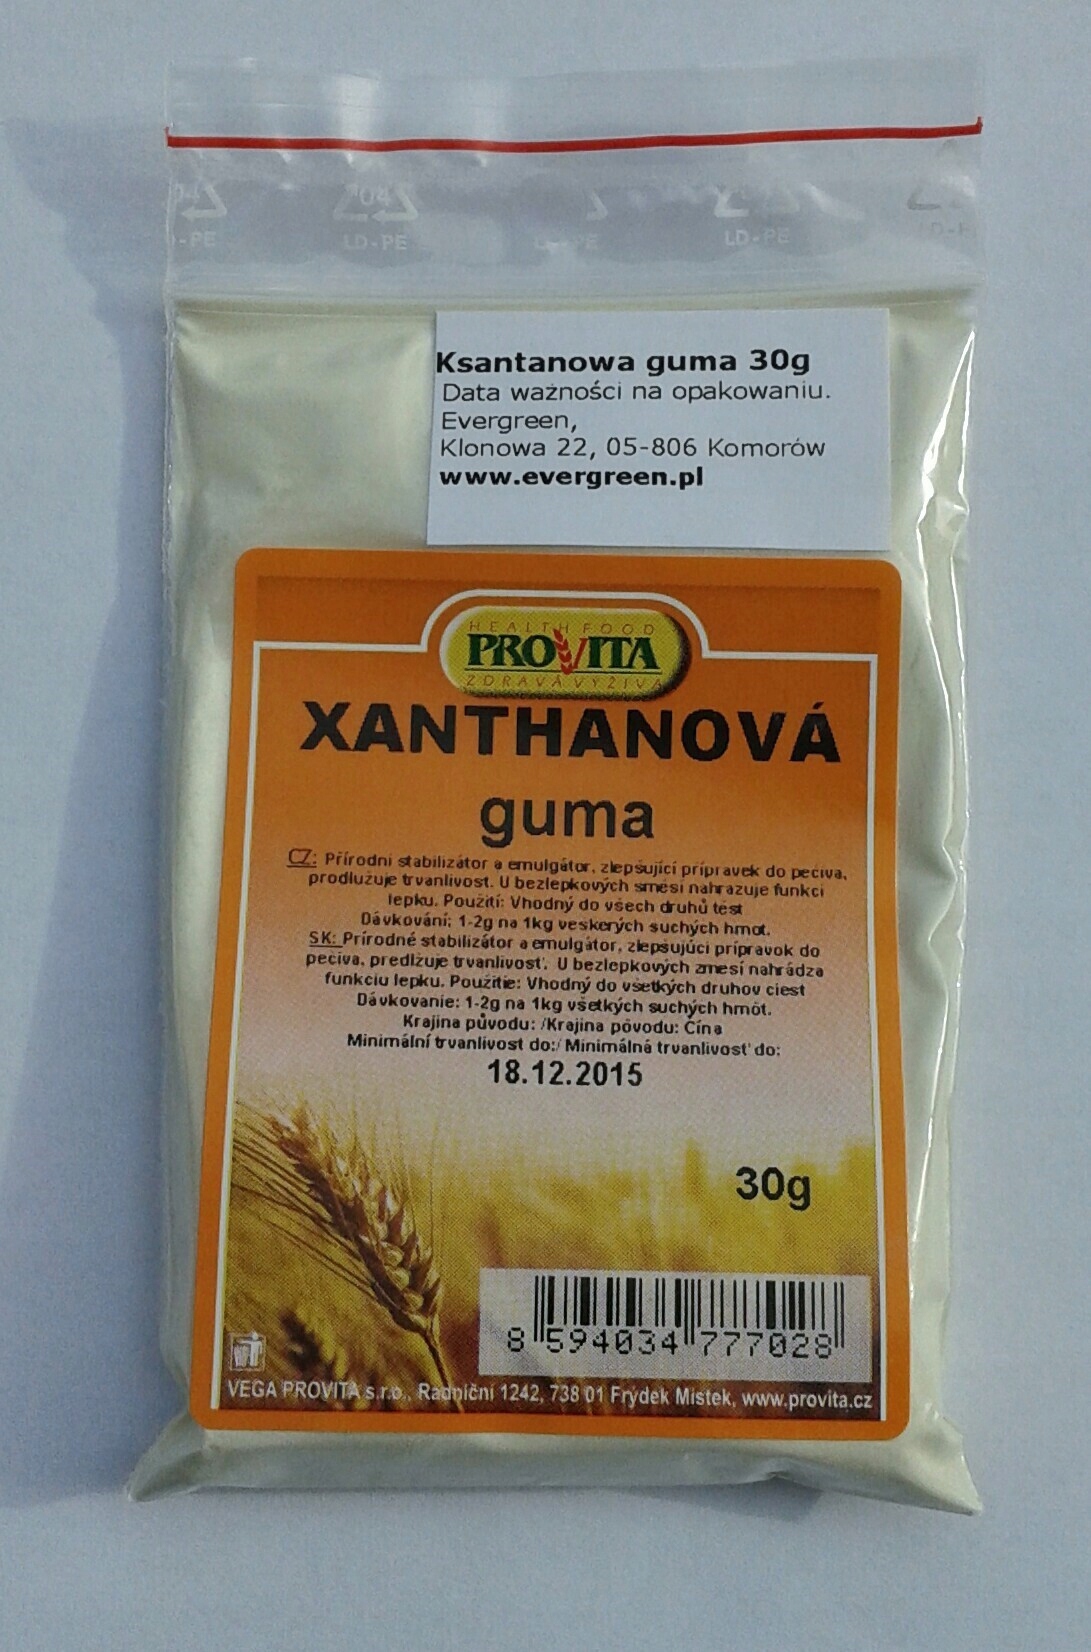 04
LD-PE
LD-PE
Ksantanowa guma 30g
Data ważności na opakowaniu.
Evergreen,
Klonowa 22, 05-806 Komorów
www.evergreen.pl
HEALTH FOOD
PROVITA
ZDRAVÁ VÝŽIVA
XANTHANOVÁ
guma
CZ: Přírodní stabilizátor a emulgátor, zlepšující přípravek do pečiva,
prodlužuje trvanlivost. U bezlepkových směsí nahrazuje funkci
lepku. Použití: Vhodný do všech druhů těst
Dávkování: 1-2g na 1kg veškerých suchých hmot.
SK: Prírodné stabilizátor a emulgátor, zlepšujúci prípravok do
pečiva, predlžuje trvanlivosť. U bezlepkových zmesí nahrádza
funkciu lepku. Použitie: Vhodný do všetkých druhov ciest
Dávkovanie: 1-2g na 1kg všetkých suchých hmôt.
Krajina původu: /Krajina pôvodu: Čína
Minimální trvanlivost do:/ Minimálná trvanlivosť do:
18.12.2015
30g
8 594034 777028
VEGA PROVITA s.r.o., Radniční 1242, 738 01 Frýdek Místek, www.provita.cz